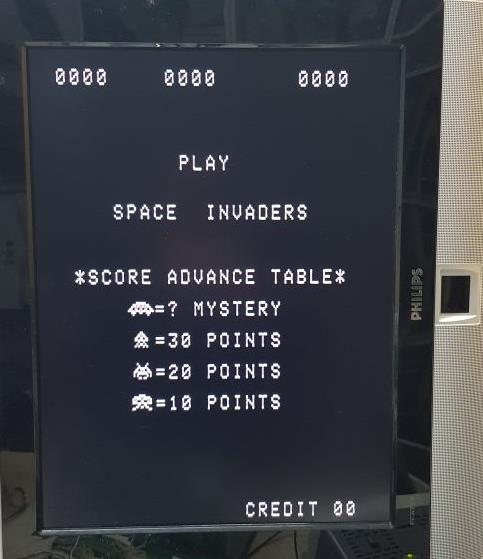 0000 0000 0000
PLAY
SPACE INVADERS
*SCORE ADVANCE TABLE*
=? MYSTERY
=30 POINTS
=20 POINTS
=10 POINTS
CREDIT 00
PHILIPS